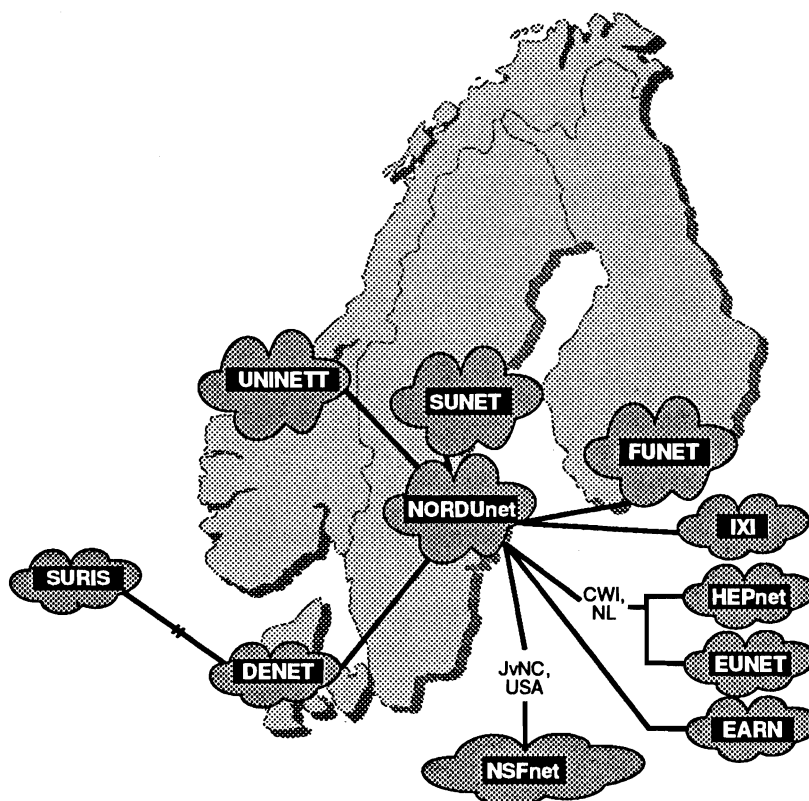 UNINETT
SUNET
FUNET
NORDUnet
IXI
SURIS
CWI,
NL
HEPnet
DENET
EUNET
JvNC,
USA
EARN
NSFnet